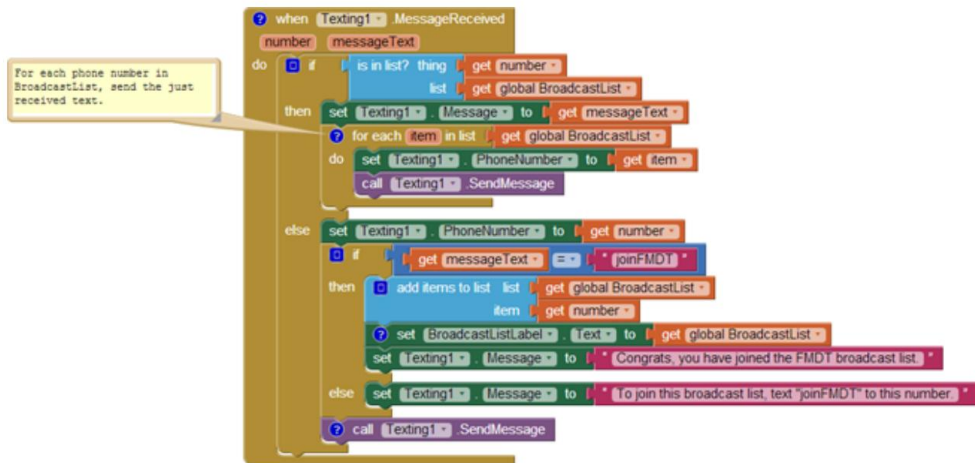 when Texting1 .MessageReceived
number messageText
do if is in list? thing get number
list get global BroadcastList
For each phone number in
BroadcastList, send the just
received text.
then set Texting1 . Message to get messageText
for each item in list get global BroadcastList
do set Texting1 . PhoneNumber to get item
call Texting1 .SendMessage
else set Texting1 . PhoneNumber to get number
if get messageText = " joinFMDT "
then add items to list list get global BroadcastList
item get number
set BroadcastListLabel . Text to get global BroadcastList
set Texting1 . Message to " Congrats, you have joined the FMDT broadcast list. "
else set Texting1 . Message to " To join this broadcast list, text "joinFMDT" to this number. "
call Texting1 .SendMessage